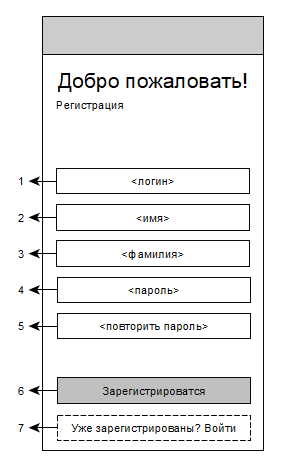 Добро пожаловать!
Регистрация
1 <логин>
2 <имя>
3 <фамилия>
4 <пароль>
5 <повторить пароль>
6 Зарегистрироватся
7 Уже зарегистрированы? Войти